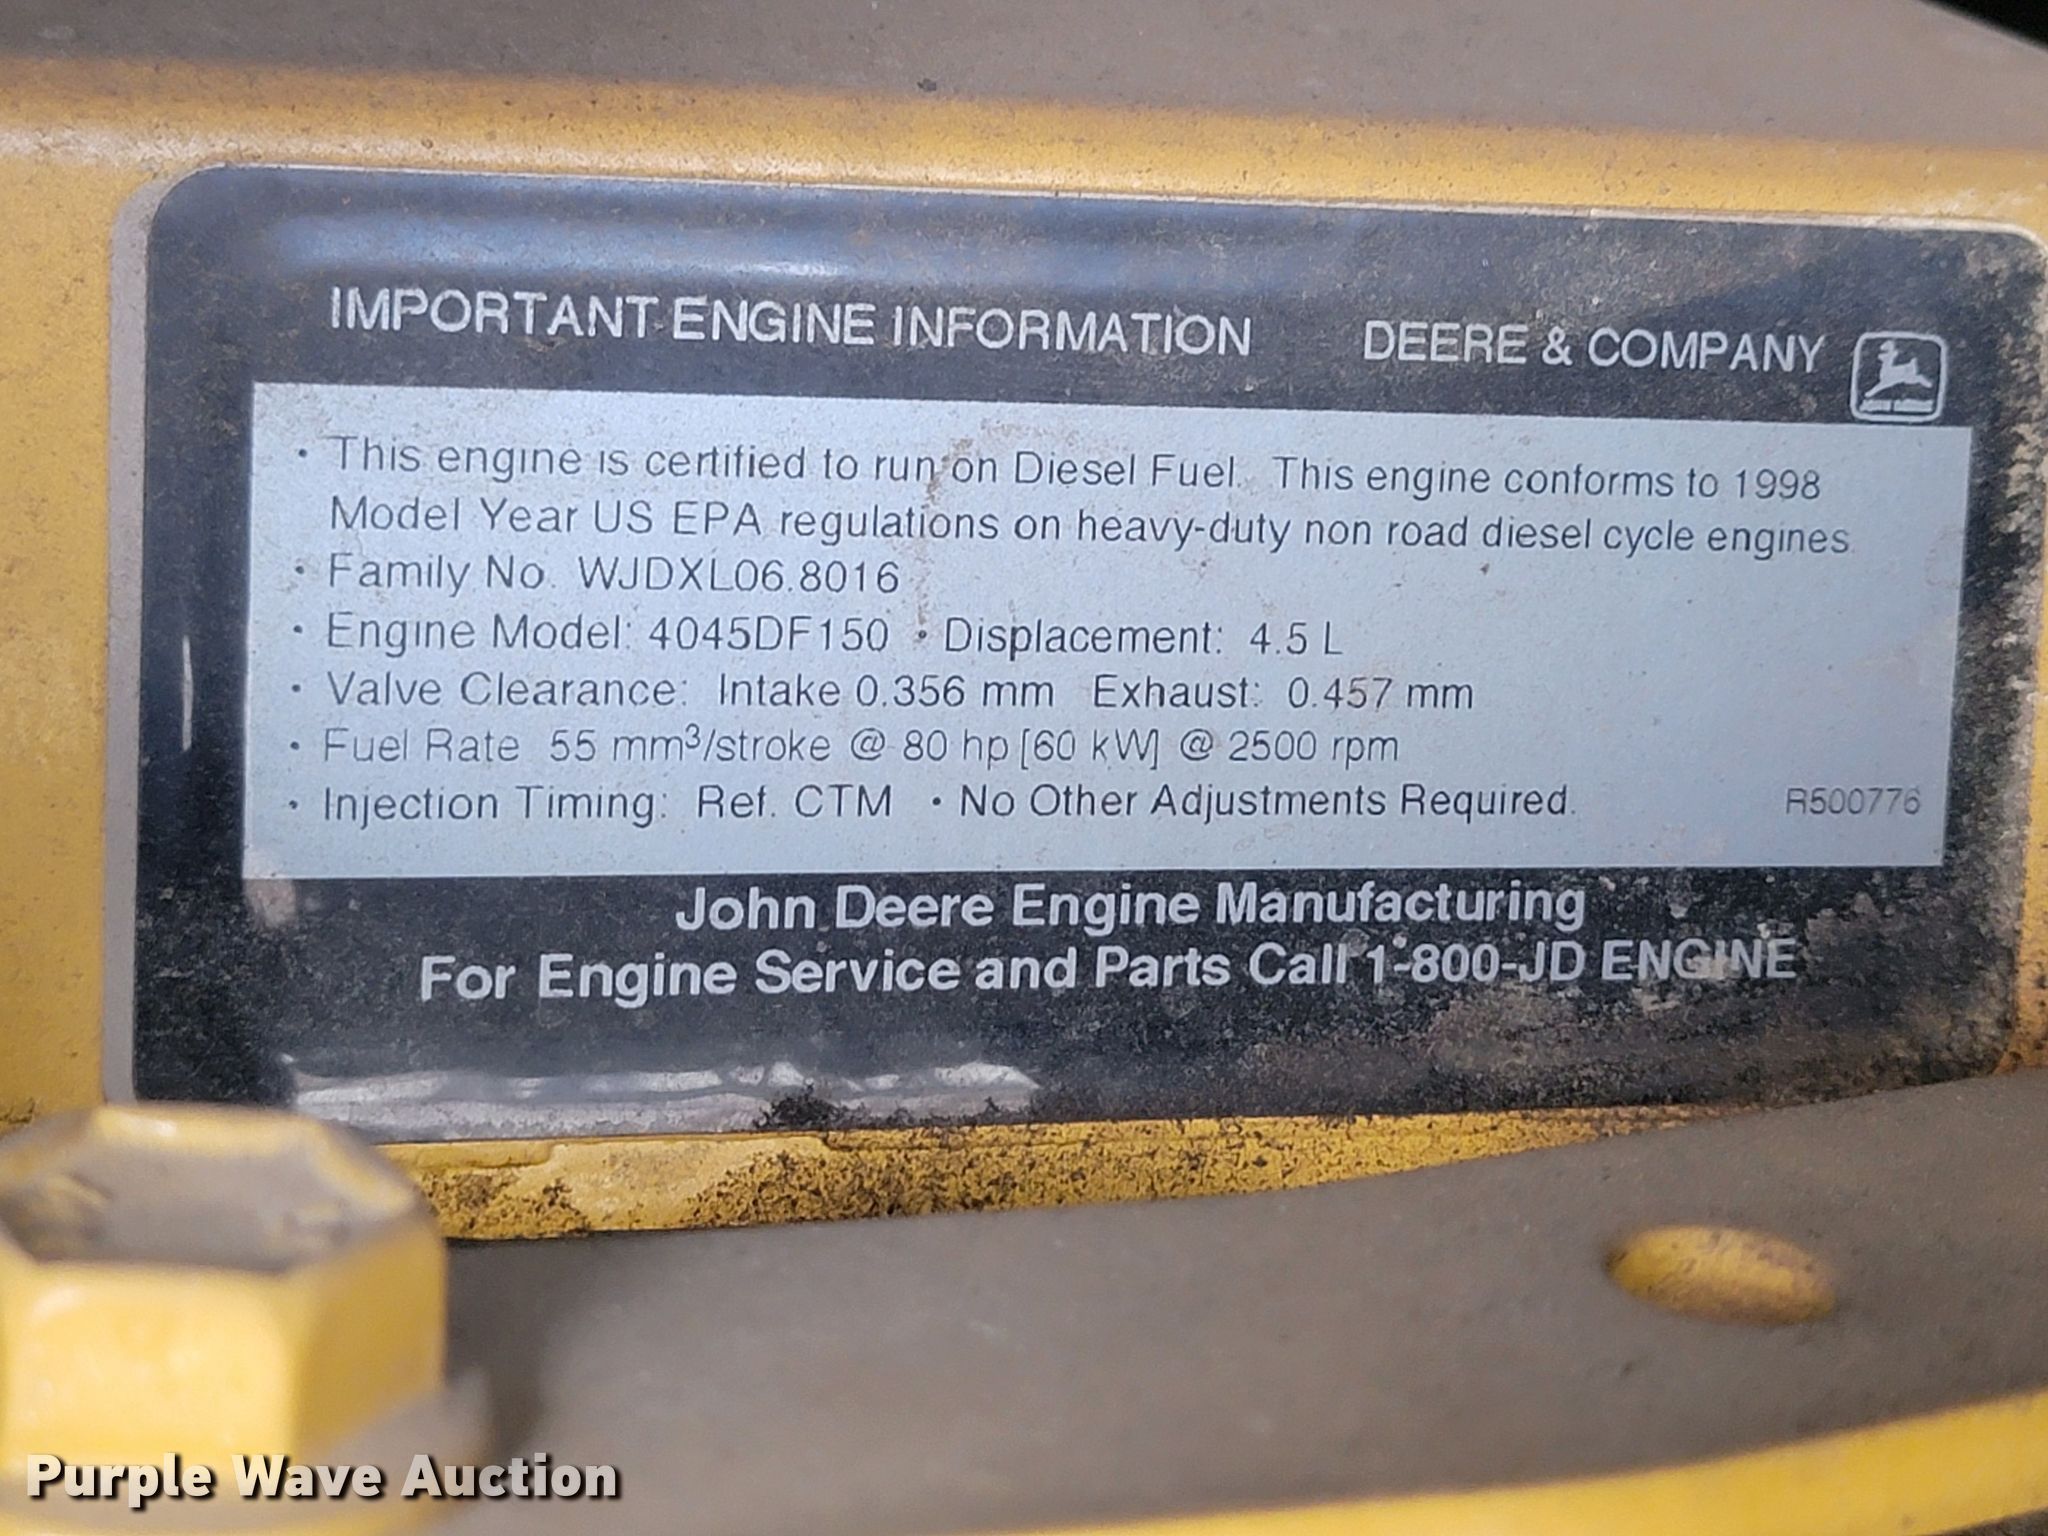 IMPORTANT ENGINE INFORMATION DEERE & COMPANY
• This engine is certified to run on Diesel Fuel. This engine conforms to 1998
Model Year US EPA regulations on heavy-duty non road diesel cycle engines.
• Family No. WJDXL06.8016
• Engine Model: 4045DF150 • Displacement: 4.5 L
• Valve Clearance: Intake 0.356 mm Exhaust: 0.457 mm
• Fuel Rate 55 mm³/stroke @ 80 hp [60 kW] @ 2500 rpm
• Injection Timing: Ref. CTM • No Other Adjustments Required. R500776
John Deere Engine Manufacturing
For Engine Service and Parts Call 1-800-JD ENGINE
Purple Wave Auction